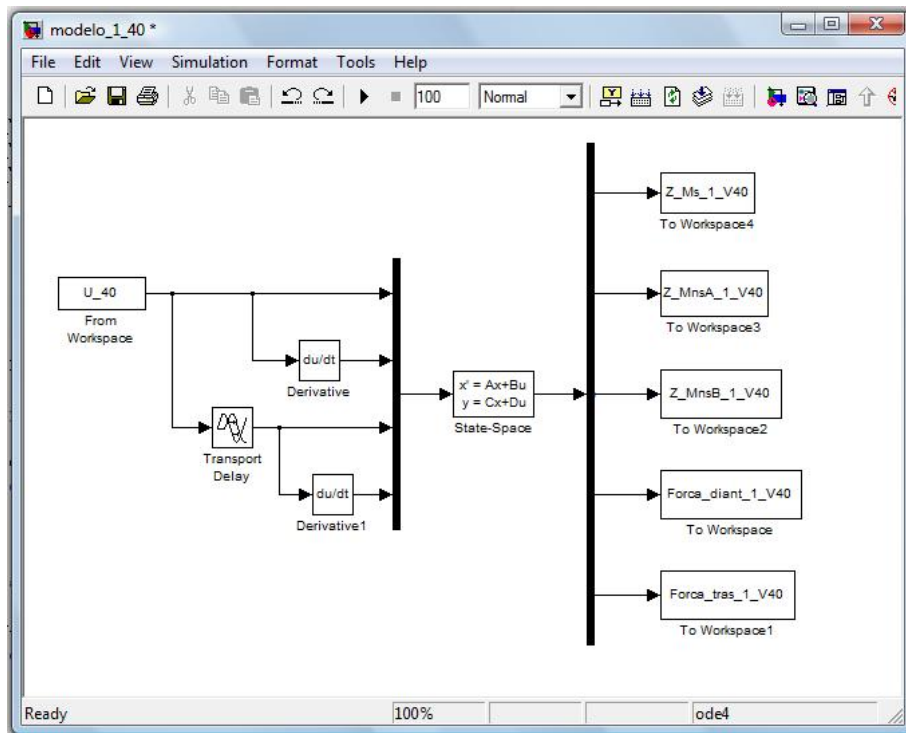 modelo_1_40 *
File Edit View Simulation Format Tools Help
100 Normal
Z_Ms_1_V40
To Workspace4
U_40
From
Workspace
Z_MnsA_1_V40
To Workspace3
du/dt
Derivative
x' = Ax+Bu
y = Cx+Du
State-Space
Z_MnsB_1_V40
To Workspace2
Transport
Delay
du/dt
Derivative1
Forca_diant_1_V40
To Workspace
Forca_tras_1_V40
To Workspace1
Ready 100% ode4